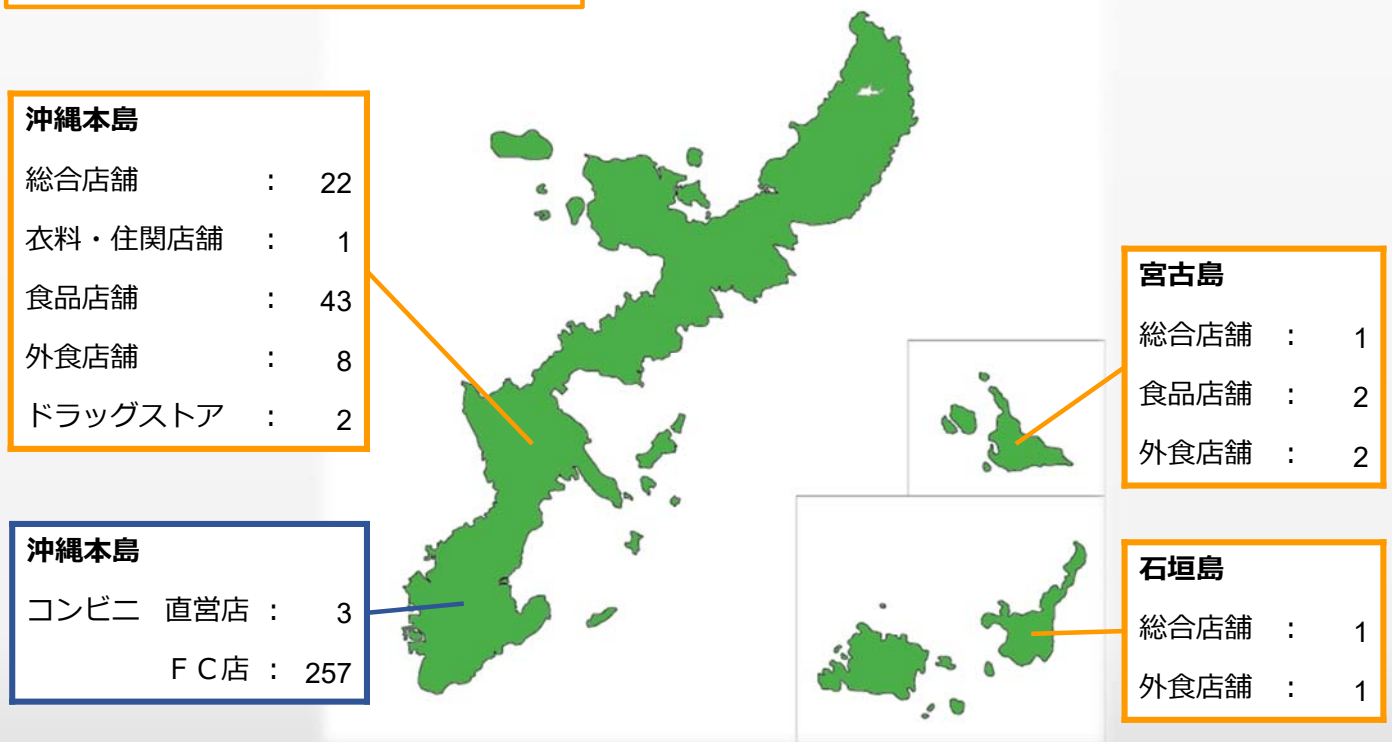 沖縄本島
総合店舗 : 22
衣料・住関店舗 : 1
食品店舗 : 43
外食店舗 : 8
ドラッグストア : 2
沖縄本島
コンビニ 直営店 : 3
ＦＣ店 : 257
宮古島
総合店舗 : 1
食品店舗 : 2
外食店舗 : 2
石垣島
総合店舗 : 1
外食店舗 : 1